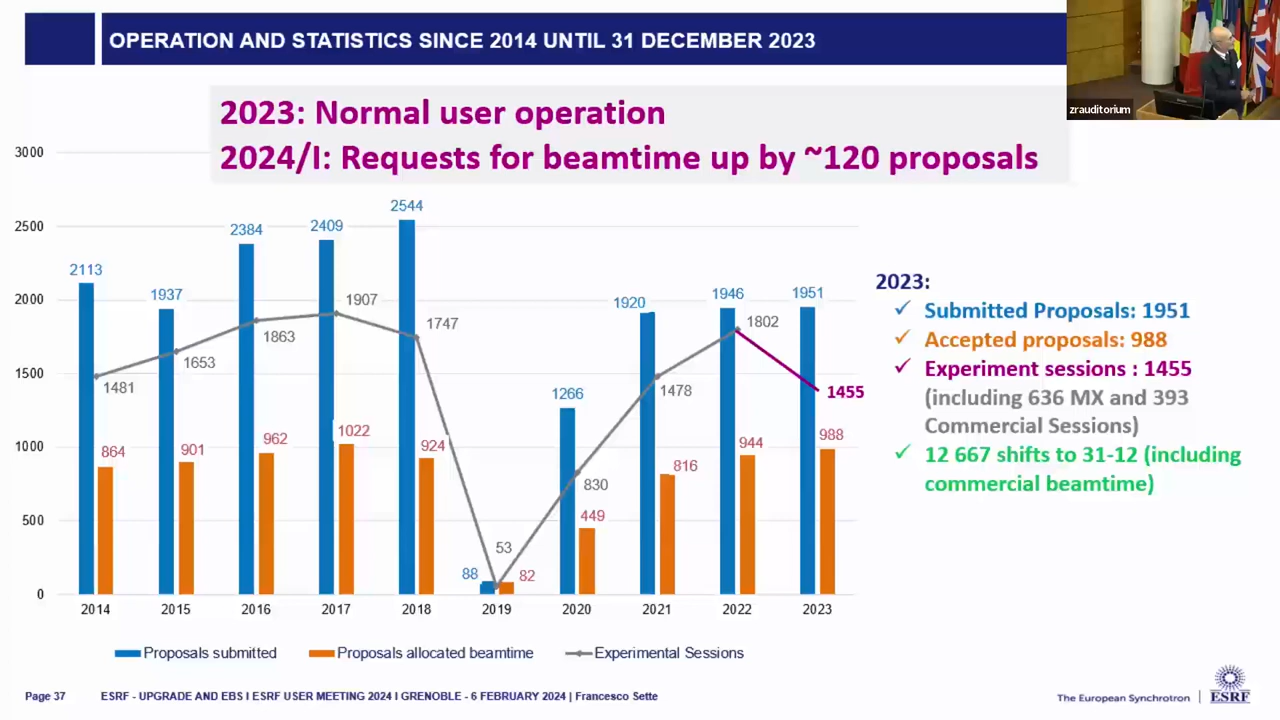 OPERATION AND STATISTICS SINCE 2014 UNTIL 31 DECEMBER 2023
zrauditorium
2023: Normal user operation
2024/I: Requests for beamtime up by ~120 proposals
3000
2500
2000
1500
1000
500
0
2113
1937
2384
2409
2544
88
1266
1920
1946
1951
1481
1653
1863
1907
1747
53
830
1478
1802
1455
864
901
962
1022
924
82
449
816
944
988
2014
2015
2016
2017
2018
2019
2020
2021
2022
2023
Proposals submitted
Proposals allocated beamtime
Experimental Sessions
2023:
✓ Submitted Proposals: 1951
✓ Accepted proposals: 988
✓ Experiment sessions : 1455
(including 636 MX and 393
Commercial Sessions)
✓ 12 667 shifts to 31-12 (including
commercial beamtime)
Page 37
ESRF - UPGRADE AND EBS I ESRF USER MEETING 2024 I GRENOBLE - 6 FEBRUARY 2024 | Francesco Sette
The European Synchrotron
ESRF